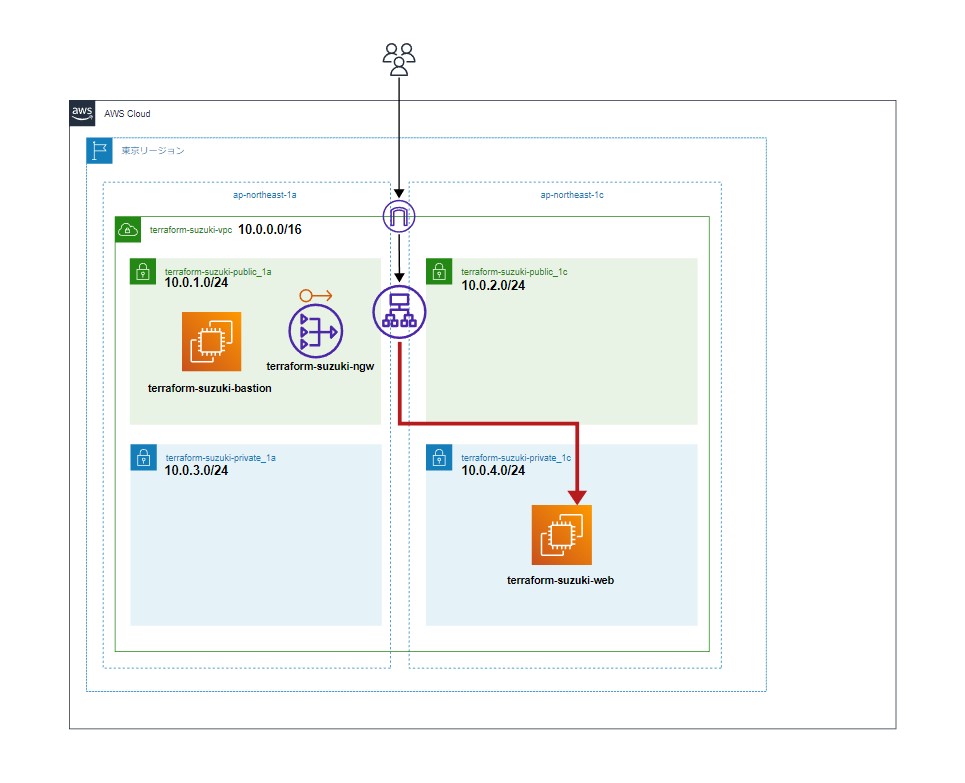 aws
AWS Cloud
東京リージョン
ap-northeast-1a
ap-northeast-1c
terraform-suzuki-vpc 10.0.0.0/16
terraform-suzuki-public_1a
10.0.1.0/24
terraform-suzuki-public_1c
10.0.2.0/24
terraform-suzuki-ngw
terraform-suzuki-bastion
terraform-suzuki-private_1a
10.0.3.0/24
terraform-suzuki-private_1c
10.0.4.0/24
terraform-suzuki-web